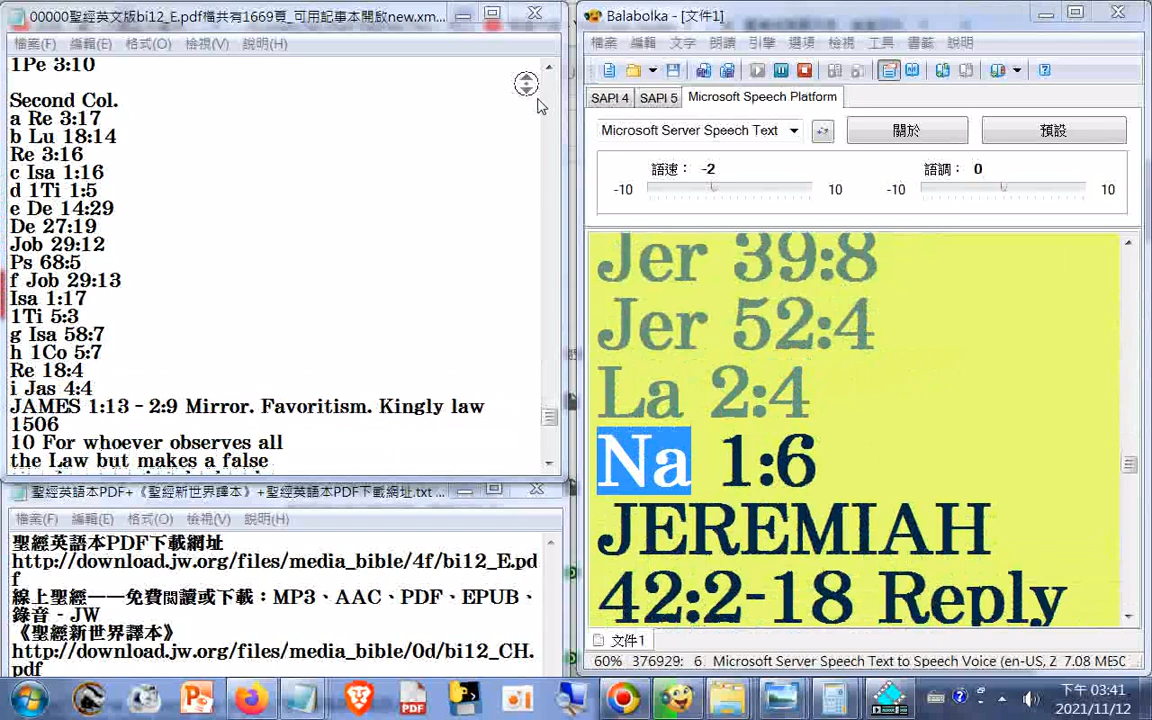 00000聖經英文版bi12_E.pdf檔共有1669頁_可用記事本開啟new.xm...
檔案(F) 編輯(E) 格式(O) 檢視(V) 說明(H)
1Pe 3:10
Second Col.
a Re 3:17
b Lu 18:14
Re 3:16
c Isa 1:16
d 1Ti 1:5
e De 14:29
De 27:19
Job 29:12
Ps 68:5
f Job 29:13
Isa 1:17
1Ti 5:3
g Isa 58:7
h 1Co 5:7
Re 18:4
i Jas 4:4
JAMES 1:13 - 2:9 Mirror. Favoritism. Kingly law
1506
10 For whoever observes all
the Law but makes a false
聖經英語本PDF+《聖經新世界譯本》+聖經英語本PDF下載網址.txt ...
檔案(F) 編輯(E) 格式(O) 檢視(V) 說明(H)
聖經英語本PDF下載網址
http://download.jw.org/files/media_bible/4f/bi12_E.pd
f
線上聖經——免費閱讀或下載：MP3、AAC、PDF、EPUB、
錄音 - JW
《聖經新世界譯本》
http://download.jw.org/files/media_bible/0d/bi12_CH.
pdf
Balabolka - [文件1]
檔案 編輯 文字 朗讀 引擎 選項 檢視 工具 書籤 說明
SAPI 4 SAPI 5 Microsoft Speech Platform
Microsoft Server Speech Text 關於 預設
語速： -2 語調： 0
-10 10 -10 10
Jer 39:8
Jer 52:4
La 2:4
Na 1:6
JEREMIAH
42:2-18 Reply
文件1
60% 376929: 6 Microsoft Server Speech Text to Speech Voice (en-US, Z 7.08 ME50
PDF
下午 03:41
2021/11/12